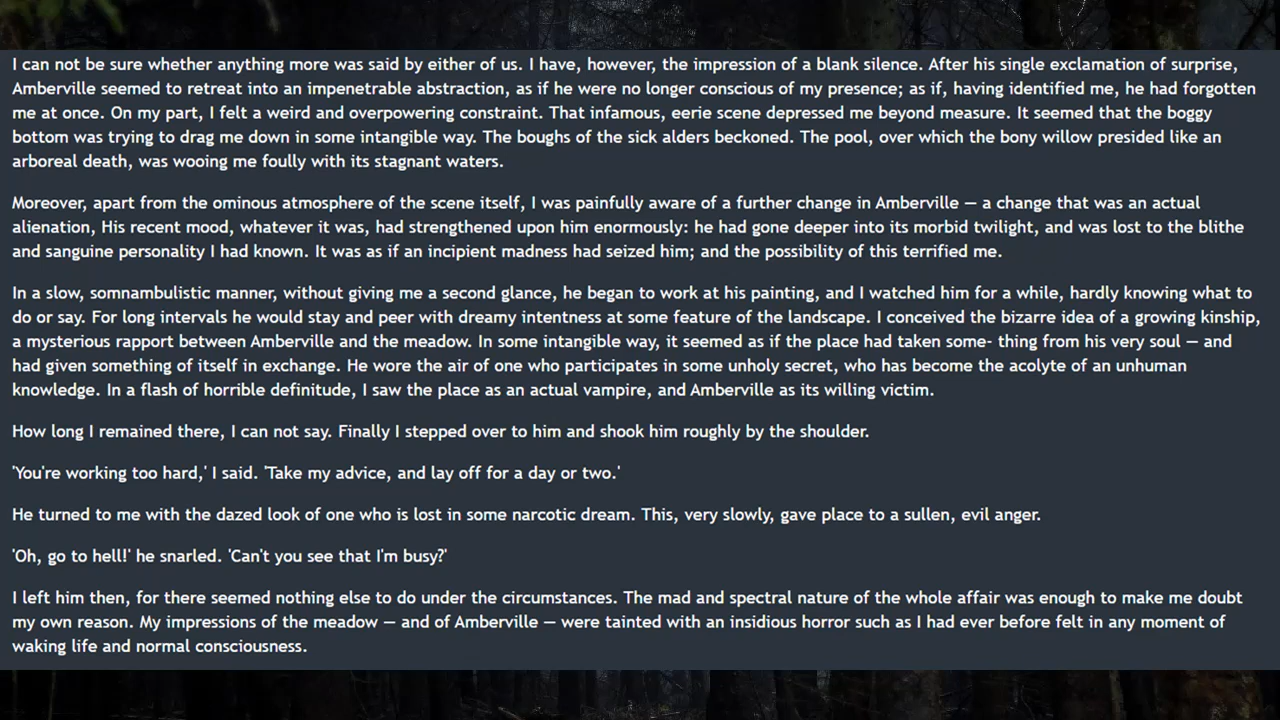 I can not be sure whether anything more was said by either of us. I have, however, the impression of a blank silence. After his single exclamation of surprise,
Amberville seemed to retreat into an impenetrable abstraction, as if he were no longer conscious of my presence; as if, having identified me, he had forgotten
me at once. On my part, I felt a weird and overpowering constraint. That infamous, eerie scene depressed me beyond measure. It seemed that the boggy
bottom was trying to drag me down in some intangible way. The boughs of the sick alders beckoned. The pool, over which the bony willow presided like an
arboreal death, was wooing me foully with its stagnant waters.
Moreover, apart from the ominous atmosphere of the scene itself, I was painfully aware of a further change in Amberville — a change that was an actual
alienation, His recent mood, whatever it was, had strengthened upon him enormously: he had gone deeper into its morbid twilight, and was lost to the blithe
and sanguine personality I had known. It was as if an incipient madness had seized him; and the possibility of this terrified me.
In a slow, somnambulistic manner, without giving me a second glance, he began to work at his painting, and I watched him for a while, hardly knowing what to
do or say. For long intervals he would stay and peer with dreamy intentness at some feature of the landscape. I conceived the bizarre idea of a growing kinship,
a mysterious rapport between Amberville and the meadow. In some intangible way, it seemed as if the place had taken some- thing from his very soul — and
had given something of itself in exchange. He wore the air of one who participates in some unholy secret, who has become the acolyte of an unhuman
knowledge. In a flash of horrible definitude, I saw the place as an actual vampire, and Amberville as its willing victim.
How long I remained there, I can not say. Finally I stepped over to him and shook him roughly by the shoulder.
'You're working too hard,' I said. 'Take my advice, and lay off for a day or two.'
He turned to me with the dazed look of one who is lost in some narcotic dream. This, very slowly, gave place to a sullen, evil anger.
'Oh, go to hell!' he snarled. 'Can't you see that I'm busy?'
I left him then, for there seemed nothing else to do under the circumstances. The mad and spectral nature of the whole affair was enough to make me doubt
my own reason. My impressions of the meadow — and of Amberville — were tainted with an insidious horror such as I had ever before felt in any moment of
waking life and normal consciousness.